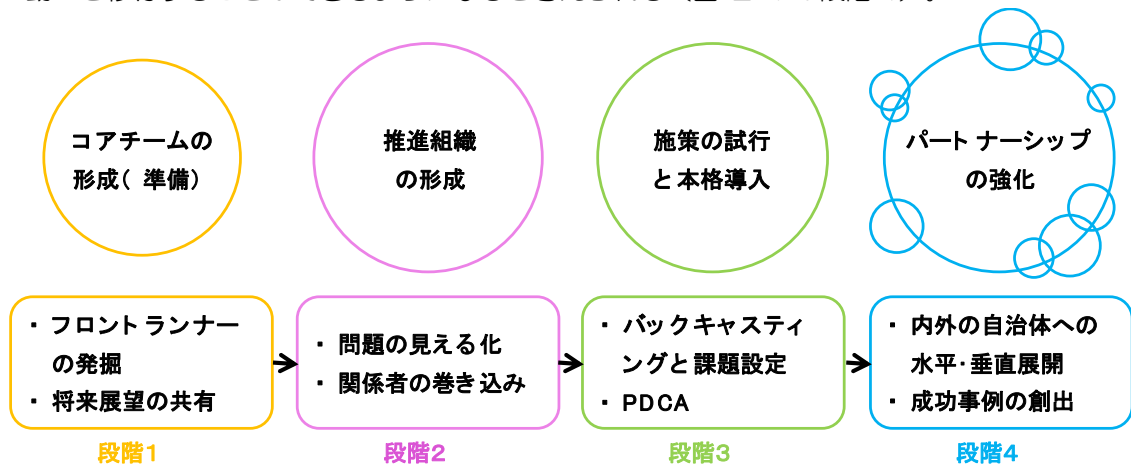 コアチームの
形成(準備)
推進組織
の形成
施策の試行
と本格導入
パートナーシップ
の強化
・フロントランナー
の発掘
・将来展望の共有
・問題の見える化
・関係者の巻き込み
・バックキャスティ
ングと課題設定
・PDCA
・内外の自治体への
水平・垂直展開
・成功事例の創出
段階1
段階2
段階3
段階4